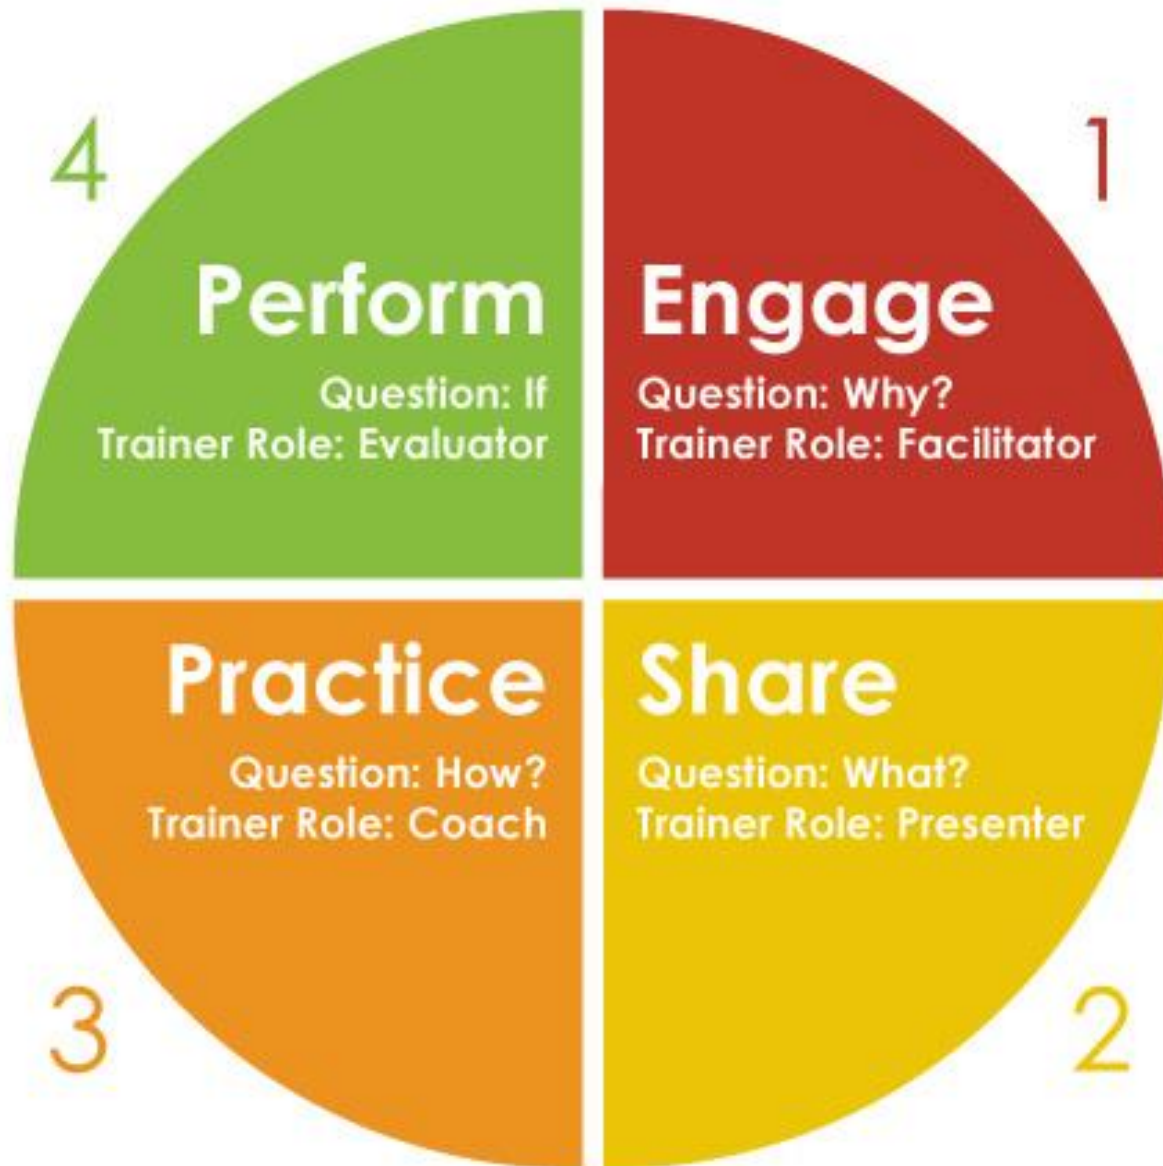 1
Engage
Question: Why?
Trainer Role: Facilitator
2
Share
Question: What?
Trainer Role: Presenter
3
Practice
Question: How?
Trainer Role: Coach
4
Perform
Question: If
Trainer Role: Evaluator